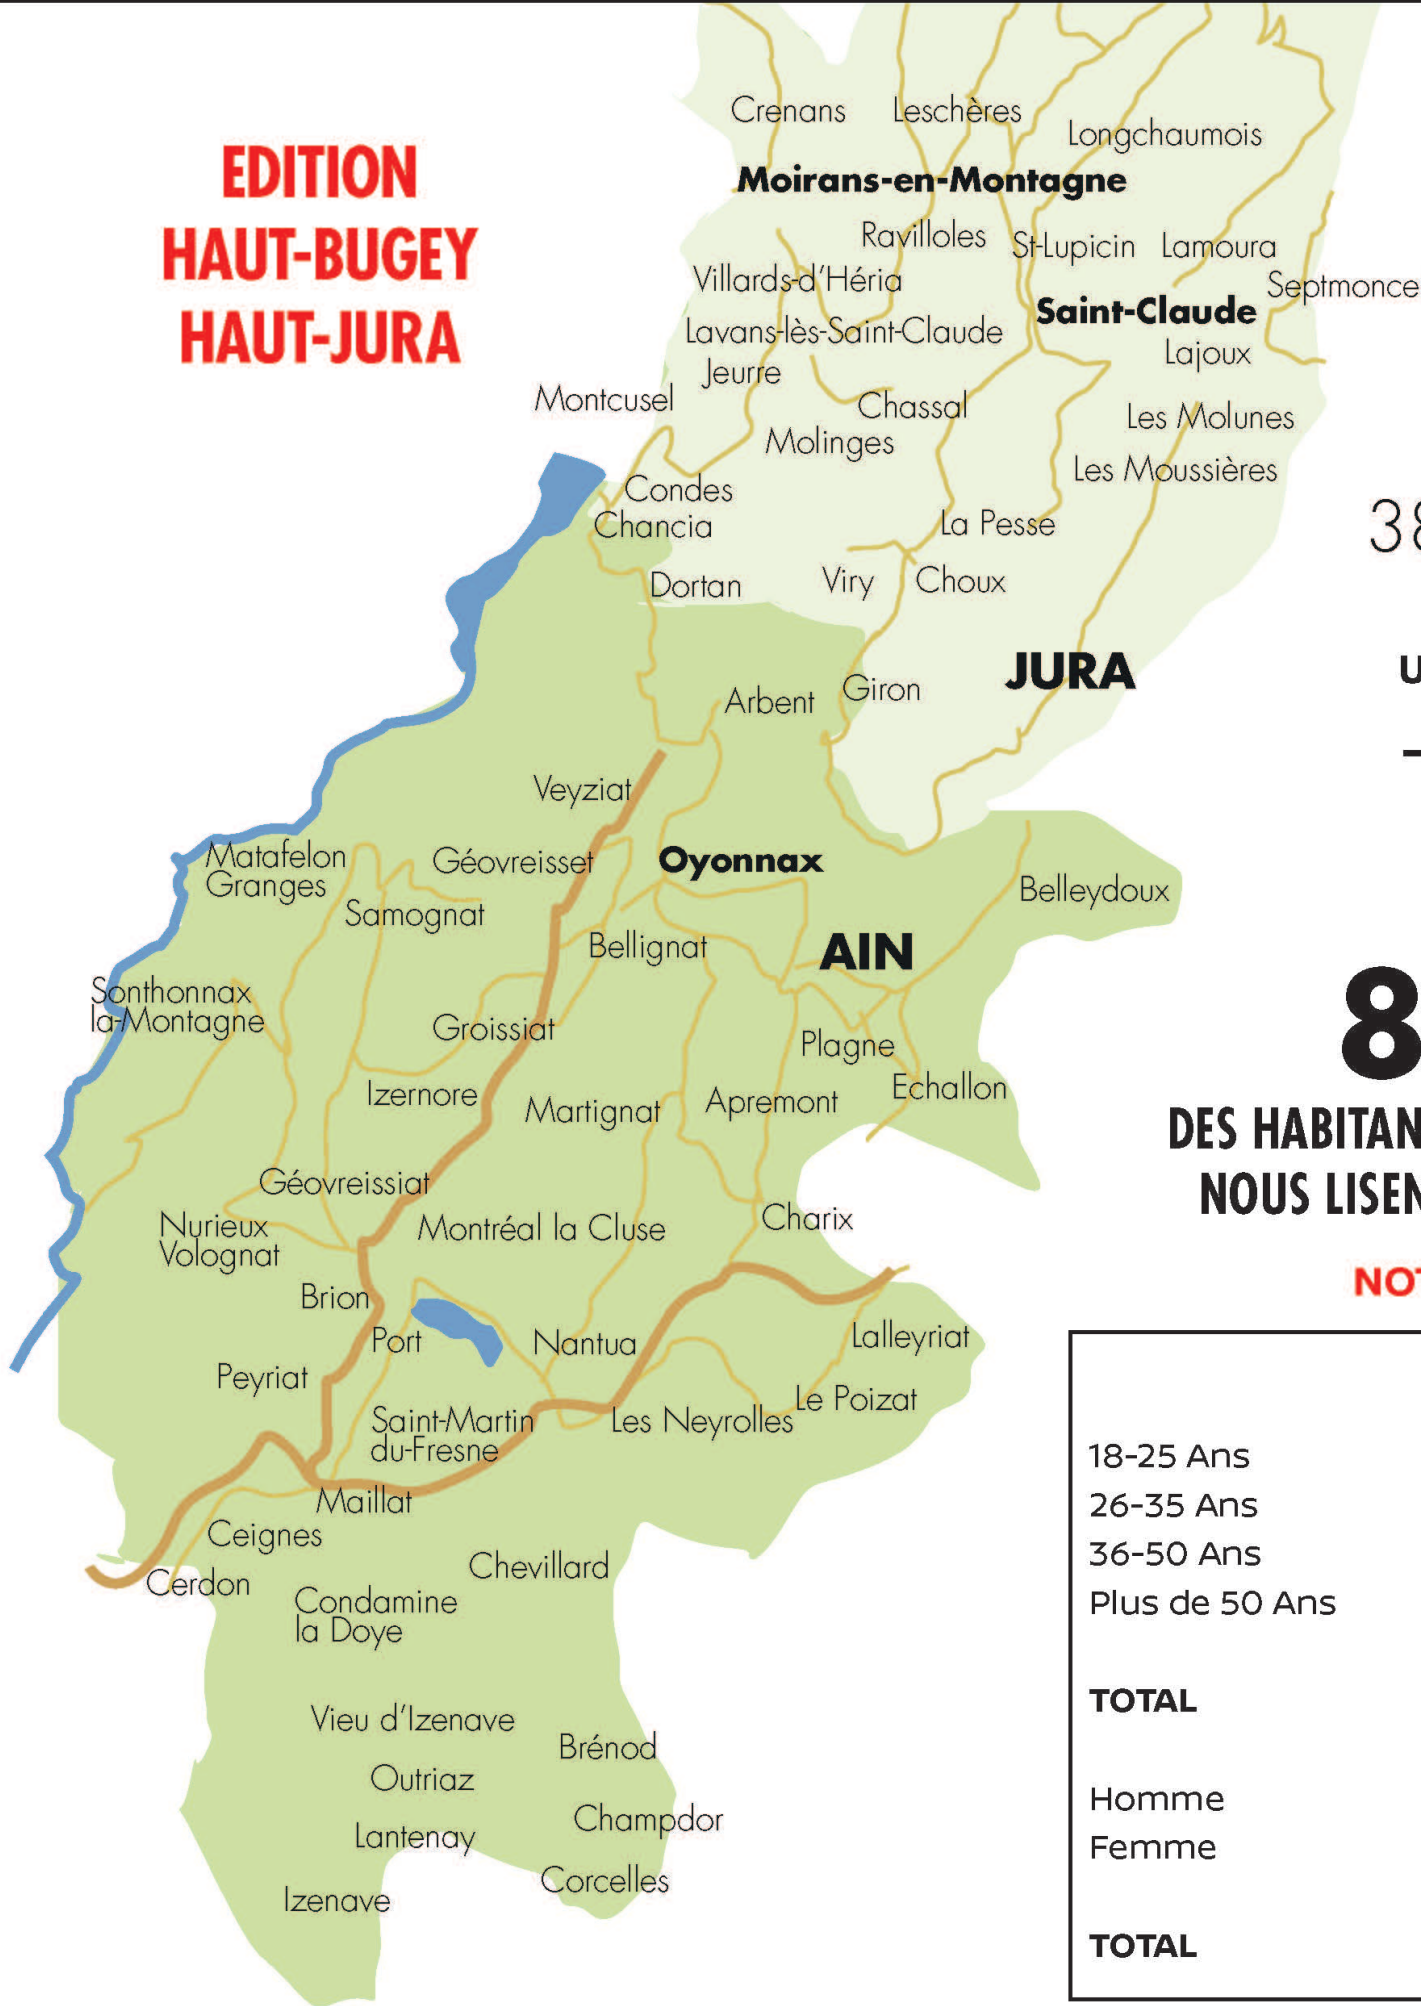 EDITION
HAUT-BUGEY
HAUT-JURA
Crenans
Leschères
Longchaumois
Moirans-en-Montagne
Ravilloles
St-Lupicin
Lamoura
Villards-d'Héria
Septmonce
Saint-Claude
Lavans-lès-Saint-Claude
Lajoux
Jeurre
Montcusel
Chassal
Les Molunes
Molinges
Les Moussières
Condes
Chancia
La Pesse
38
Dortan
Viry
Choux
JURA
U
Arbent
Giron
-
Veyziat
Matafelon
Granges
Géovreisset
Oyonnax
Belleydoux
Samognat
Bellignat
AIN
Sonthonnax
la-Montagne
8
Groissiat
Plagne
Izernore
Martignat
Apremont
Echallon
DES HABITAN
NOUS LISEN
Géovreissiat
Nurieux
Volognat
Montréal la Cluse
Charix
NOT
Brion
Port
Nantua
Lalleyriat
Peyriat
Le Poizat
Saint-Martin
du-Fresne
Les Neyrolles
18-25 Ans
26-35 Ans
36-50 Ans
Plus de 50 Ans
TOTAL
Homme
Femme
TOTAL
Maillat
Ceignes
Chevillard
Cerdon
Condamine
la Doye
Vieu d'Izenave
Brénod
Outriaz
Champdor
Lantenay
Corcelles
Izenave